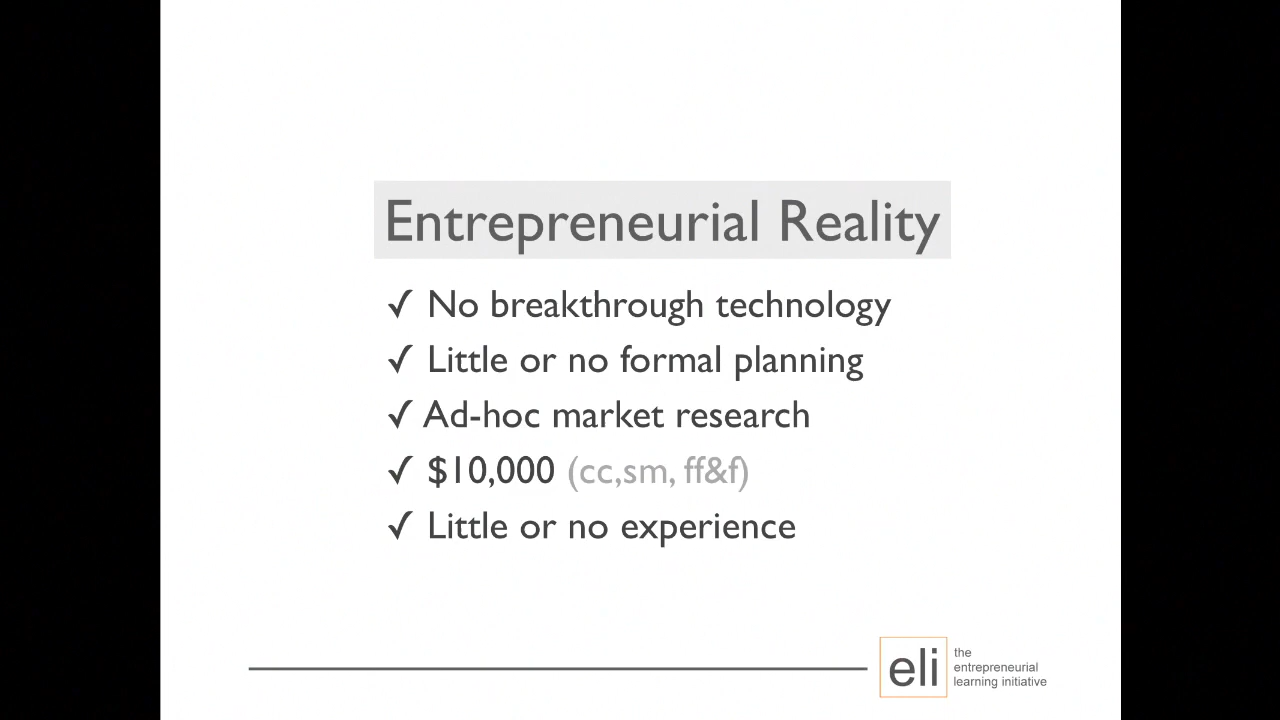 Entrepreneurial Reality
✓ No breakthrough technology
✓ Little or no formal planning
✓ Ad-hoc market research
✓ $10,000 (cc,sm, ff&f)
✓ Little or no experience
eli
the
entrepreneurial
learning initiative